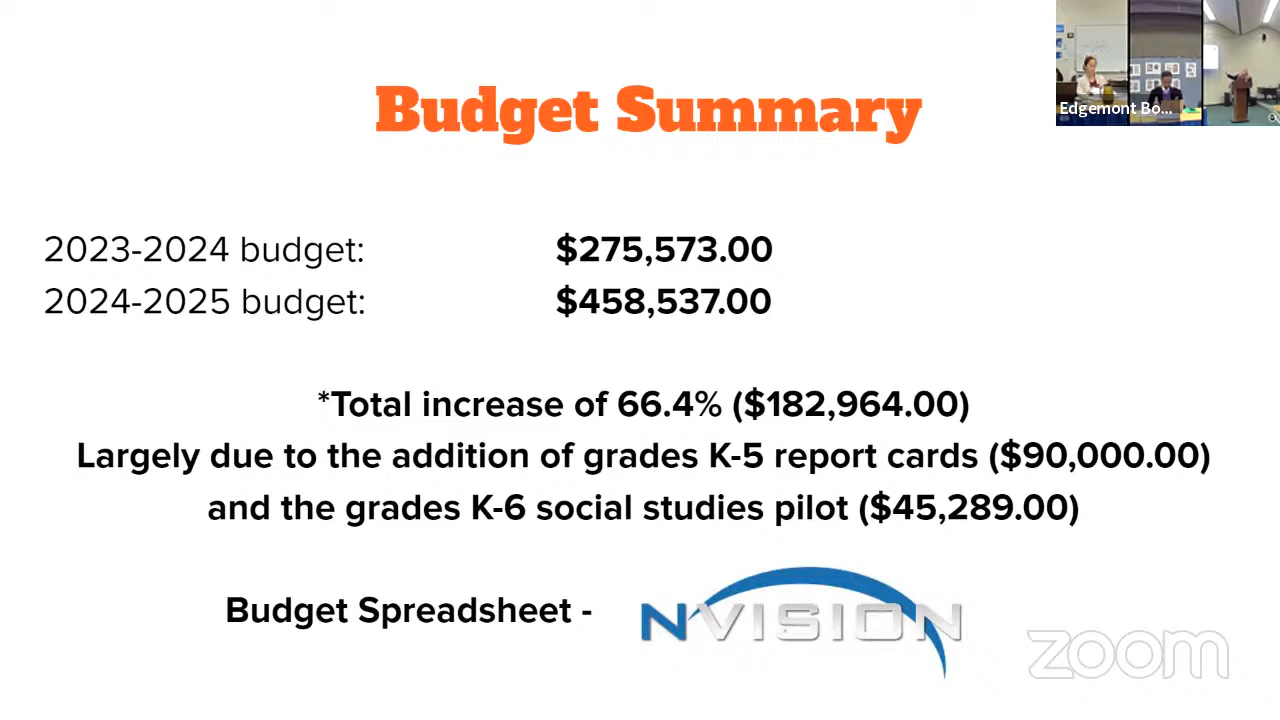 Budget Summary
Edgemont Bo...
2023-2024 budget: $275,573.00
2024-2025 budget: $458,537.00
*Total increase of 66.4% ($182,964.00)
Largely due to the addition of grades K-5 report cards ($90,000.00)
and the grades K-6 social studies pilot ($45,289.00)
Budget Spreadsheet - NVISION
zoom